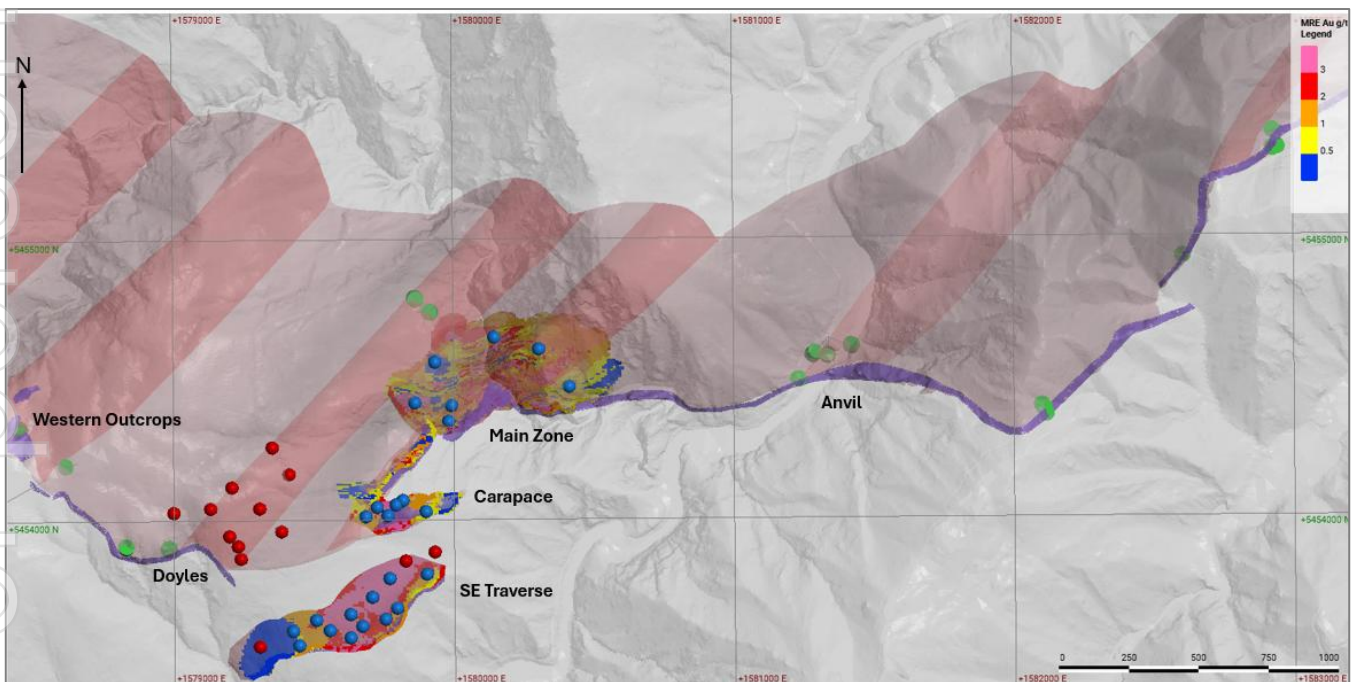 +1579000 E
+1580000 E
+1581000 E
+1582000 E
MRE Au g/t
Legend
3
2
1
0.5
N
+5455000 N
+5455000 N
Western Outcrops
Anvil
Main Zone
Carapace
+5454000 N
+5454000 N
Doyles
SE Traverse
0 250 500 750 1000
+1579000 E
+1580000 E
+1581000 E
+1582000 E
+1583000 E